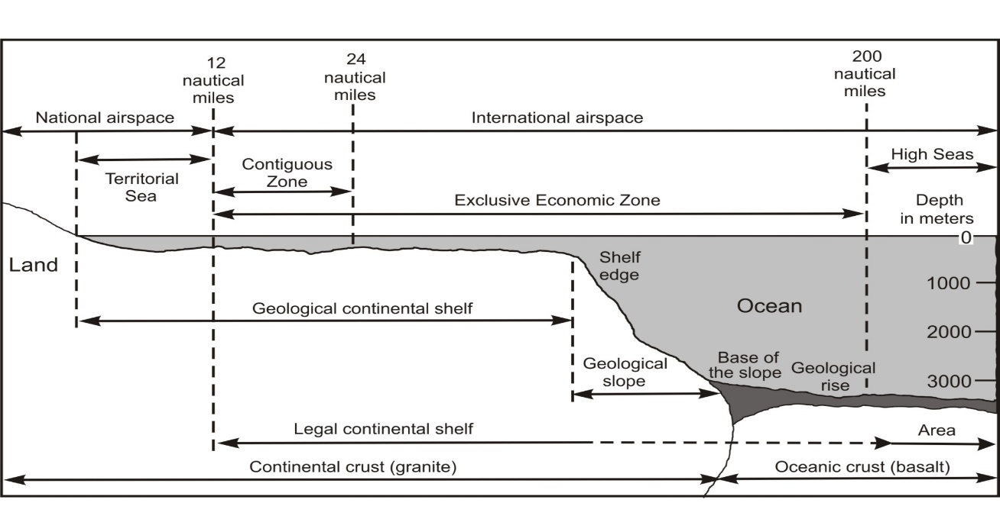 12
nautical
miles
24
nautical
miles
200
nautical
miles
National airspace
International airspace
High Seas
Territorial
Sea
Contiguous
Zone
Exclusive Economic Zone
Depth
in meters
0
Land
Shelf
edge
1000
Ocean
Geological continental shelf
2000
Geological
slope
Base of
the slope
Geological
rise
3000
Legal continental shelf
Area
Continental crust (granite)
Oceanic crust (basalt)